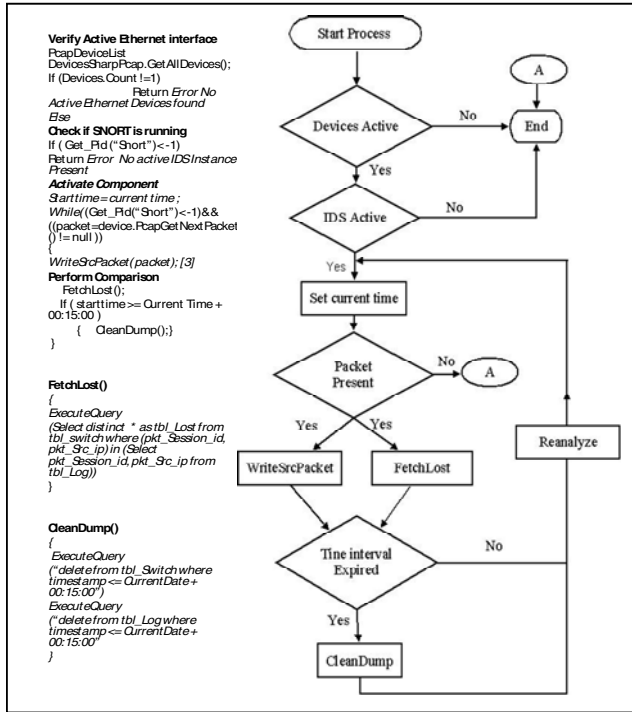 Verify Active Ethernet interface
PcapDeviceList
DevicesSharpPcap.GetAllDevices();
If (Devices.Count !=1)
Return Error No
Active Ethernet Devices found
Else
Check if SNORT is running
If ( Get_Pid ("Snort")<-1)
Return Error No active IDS Instance
Present
Activate Component
Starttime = current time ;
While((Get_Pid("Snort")<-1)&&
((packet=device.PcapGetNextPacket
() != null ))
{
WriteSrcPacket( packet); [3]
Perform Comparison
FetchLost();
If ( starttime >= Current Time +
00:15:00 )
{ CleanDump();}
}
FetchLost()
{
ExecuteQuery
(Select distinct * as tbl_Lost from
tbl_switch where (pkt_Session_id,
pkt_Src_ip) in (Select
pkt_Session_id, pkt_Src_ip from
tbl_Log))
}
CleanDump()
{
ExecuteQuery
("delete from tbl_Switch where
timestamp <= CurrentDate +
00:15:00")
ExecuteQuery
("delete from tbl_Log where
timestamp <= CurrentDate +
00:15:00"
}
Start Process
A
Devices Active
No
End
Yes
IDS Active
No
Yes
Set current time
Packet
Present
No
A
Yes
Yes
Reanalyze
WriteSrcPacket
FetchLost
Tine interval
Expired
No
Yes
CleanDump